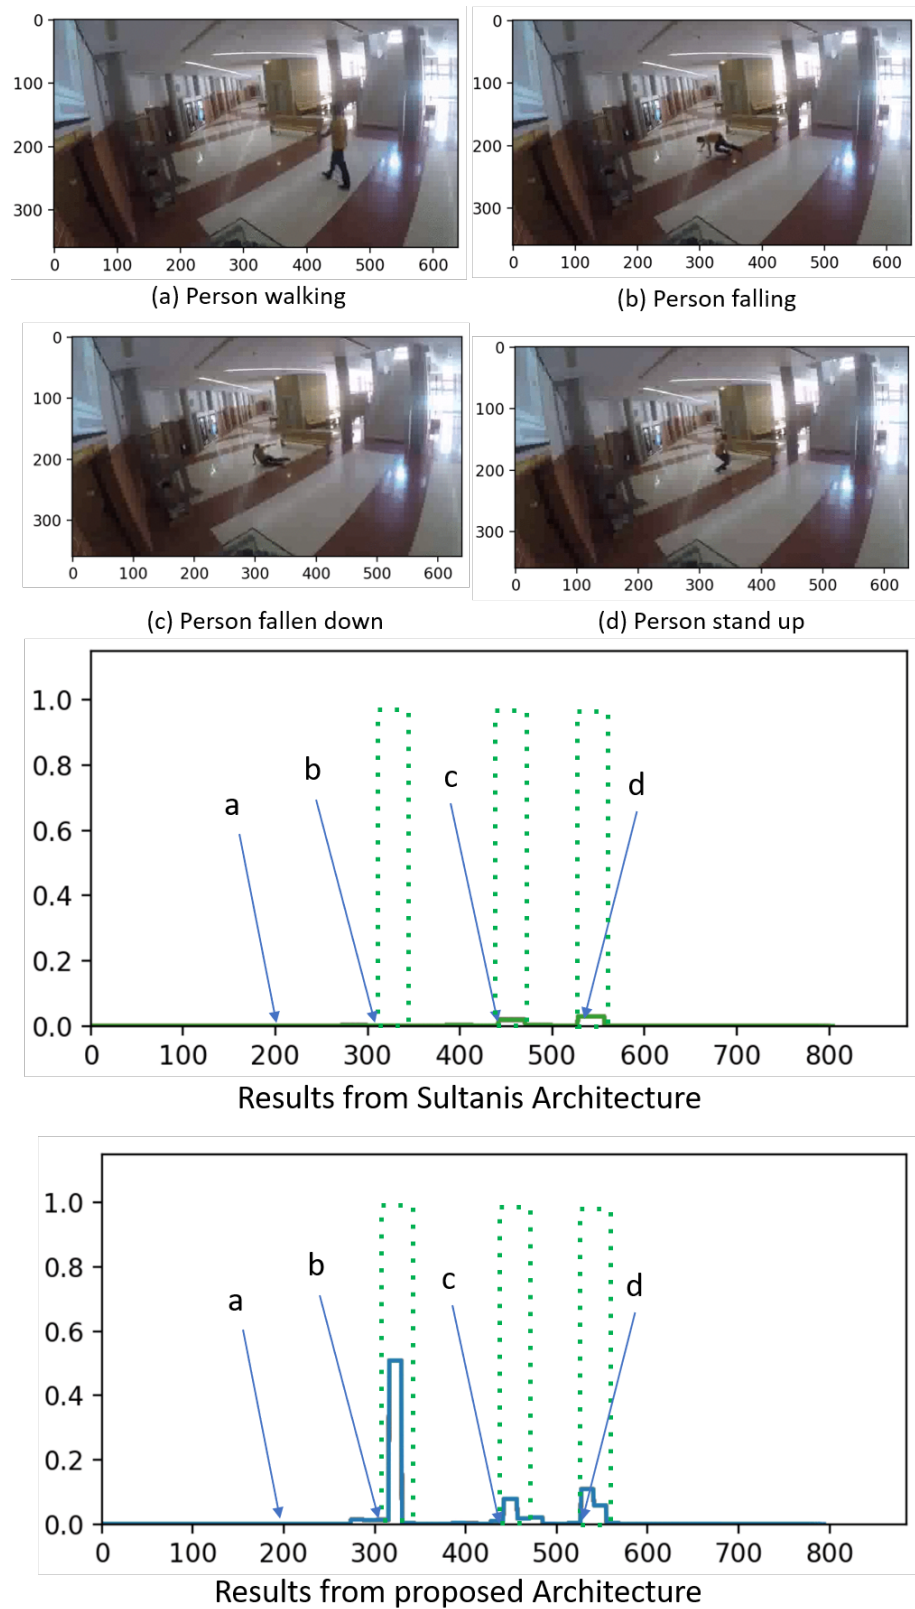 0
100
200
300
0 100 200 300 400 500 600
(a) Person walking
0
100
200
300
0 100 200 300 400 500 600
(b) Person falling
0
100
200
300
0 100 200 300 400 500 600
(c) Person fallen down
0
100
200
300
0 100 200 300 400 500 600
(d) Person stand up
1.0
0.8
0.6
0.4
0.2
0.0
a
b
c
d
0 100 200 300 400 500 600 700 800
Results from Sultanis Architecture
1.0
0.8
0.6
0.4
0.2
0.0
a
b
c
d
0 100 200 300 400 500 600 700 800
Results from proposed Architecture